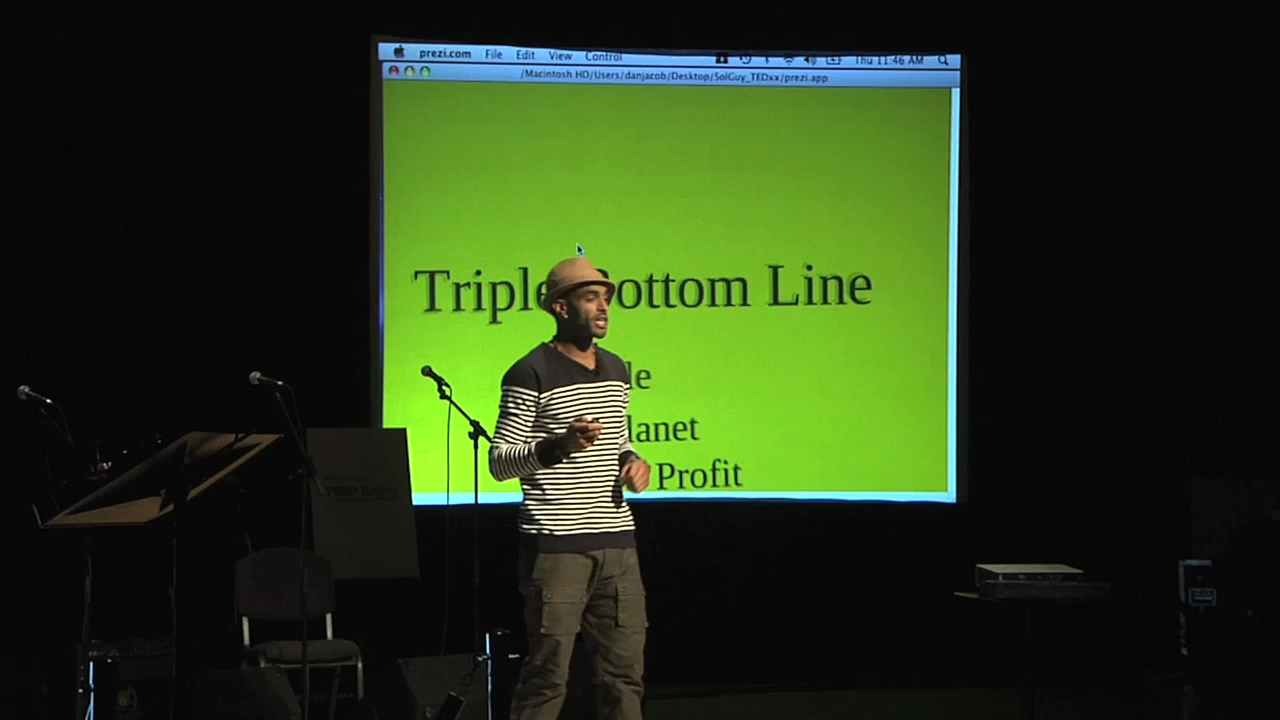 prezi.com File Edit View Control Thu 11:46 AM
/Macintosh HD/Users/danjacob/Desktop/SolGuy_TEDxx/prezi.app
Triple Bottom Line
le
lanet
Profit